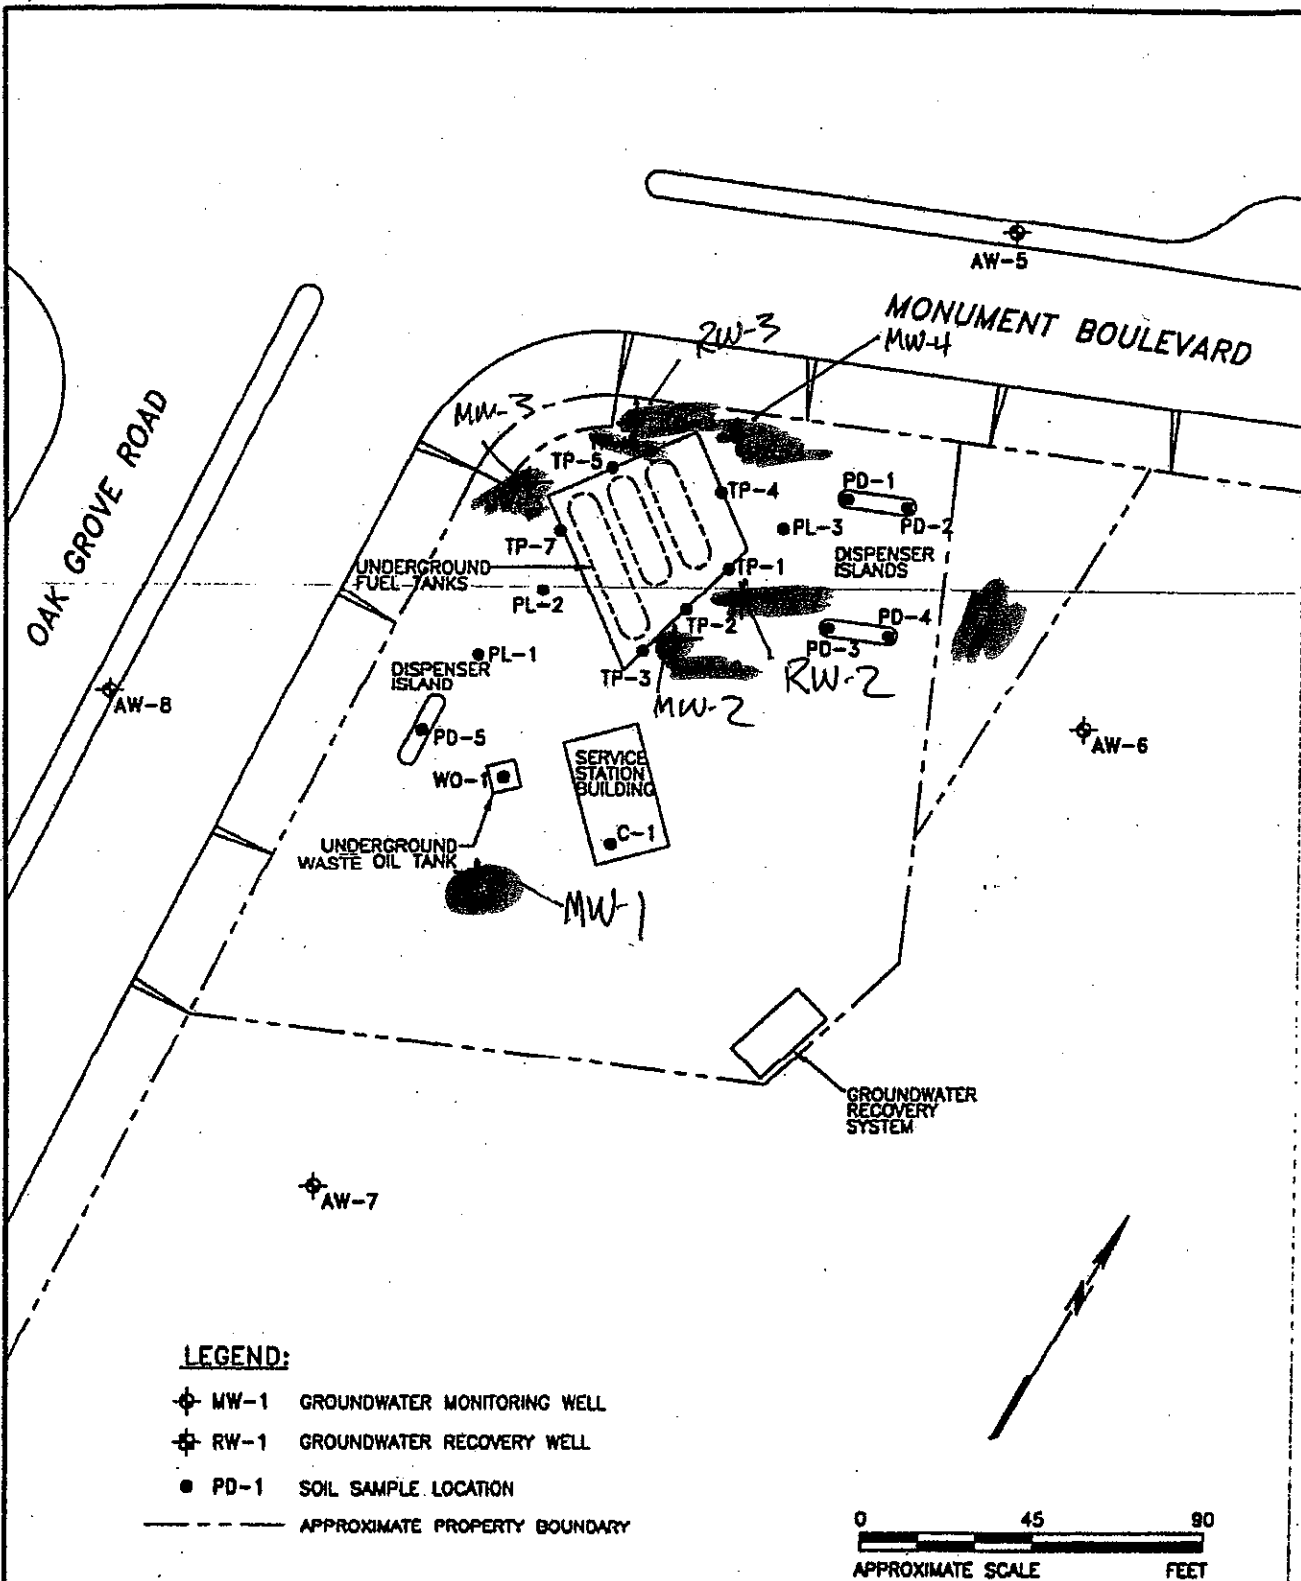 AW-5
MONUMENT BOULEVARD
RW-3
MW-4
OAK GROVE ROAD
MW-3
TP-5
TP-4
PD-1
PD-2
PL-3
TP-7
DISPENSER
ISLANDS
UNDERGROUND
FUEL TANKS
TP-1
PL-2
TP-2
PD-4
PD-3
PL-1
TP-3
DISPENSER
ISLAND
RW-2
MW-2
AW-8
PD-5
AW-6
WO-1
SERVICE
STATION
BUILDING
C-1
UNDERGROUND
WASTE OIL TANK
MW-1
GROUNDWATER
RECOVERY
SYSTEM
AW-7
N
LEGEND:
MW-1 GROUNDWATER MONITORING WELL
RW-1 GROUNDWATER RECOVERY WELL
PD-1 SOIL SAMPLE LOCATION
APPROXIMATE PROPERTY BOUNDARY
0 45 90
APPROXIMATE SCALE FEET